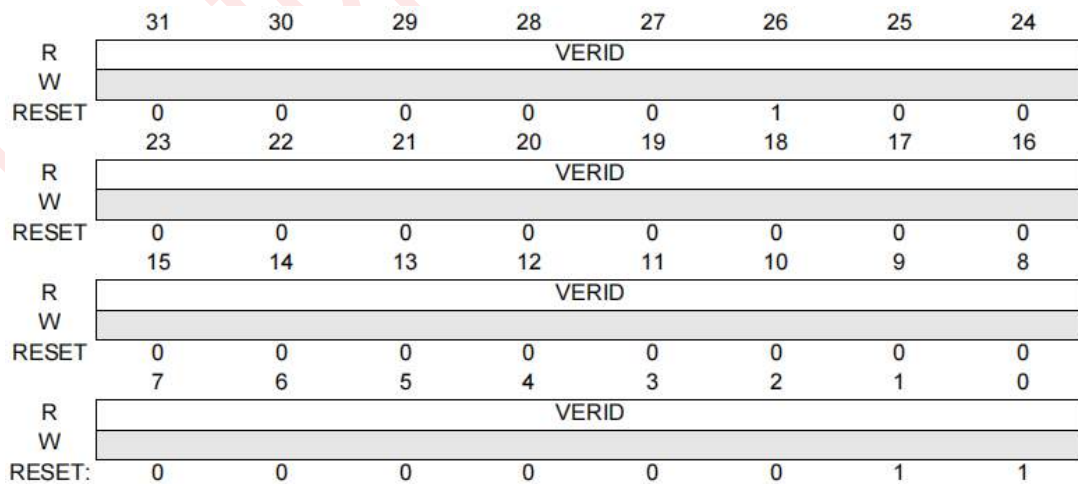 31 30 29 28 27 26 25 24
R VERID
W
RESET 0 0 0 0 0 1 0 0
23 22 21 20 19 18 17 16
R VERID
W
RESET 0 0 0 0 0 0 0 0
15 14 13 12 11 10 9 8
R VERID
W
RESET 0 0 0 0 0 0 0 0
7 6 5 4 3 2 1 0
R VERID
W
RESET: 0 0 0 0 0 0 1 1